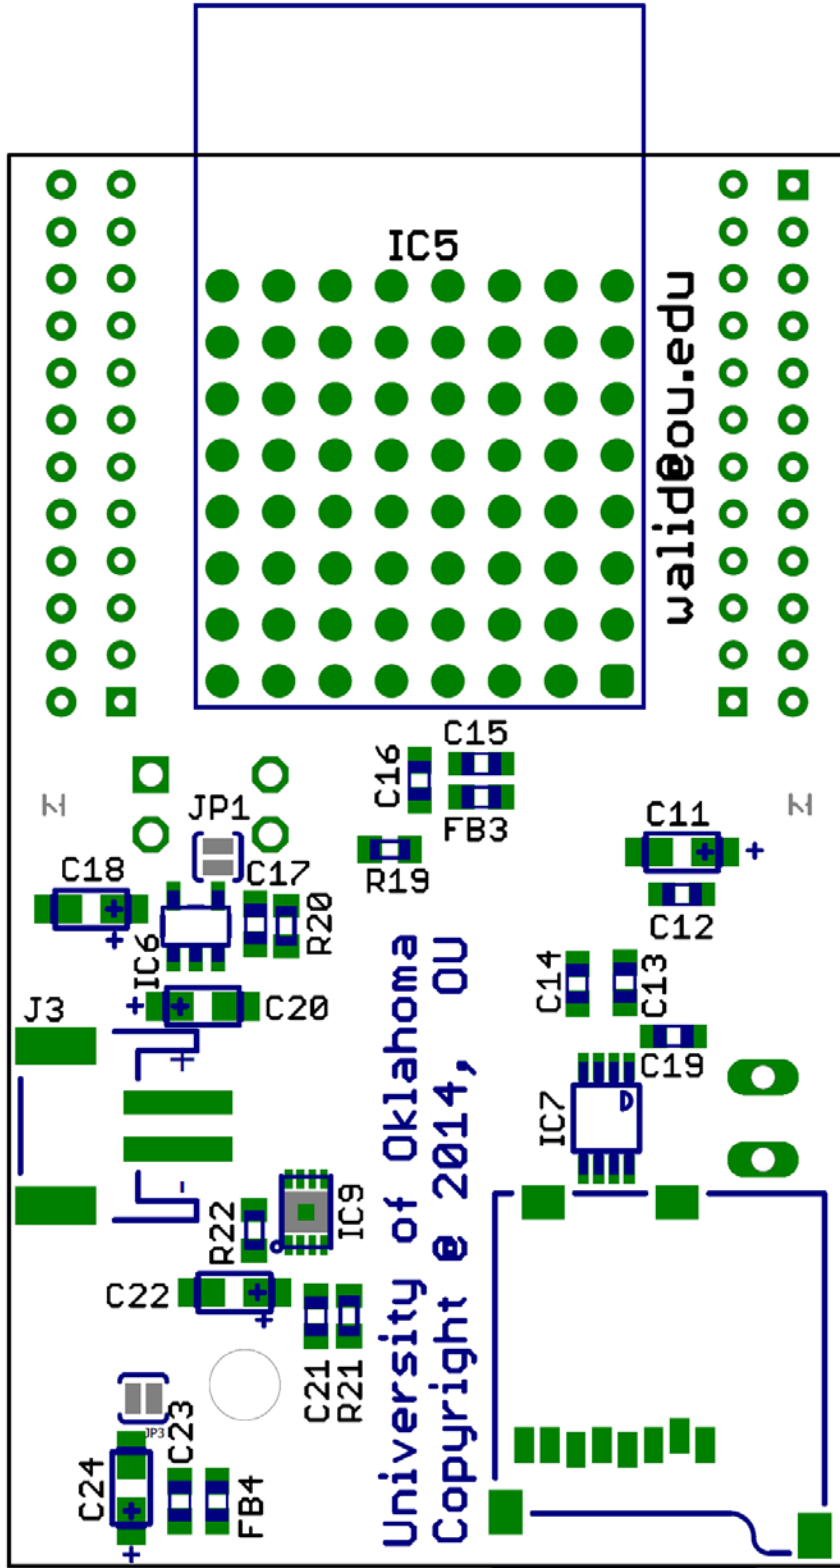 IC5
walid@ou.edu
C15
C16
FB3
R19
JP1
C11
C18
C17
R20
C12
IC6
C14
C13
J3
C20
C19
+
-
IC7
IC9
R22
C22
C21
R21
JP3
C23
C24
FB4
University of Oklahoma
Copyright @ 2014, OU